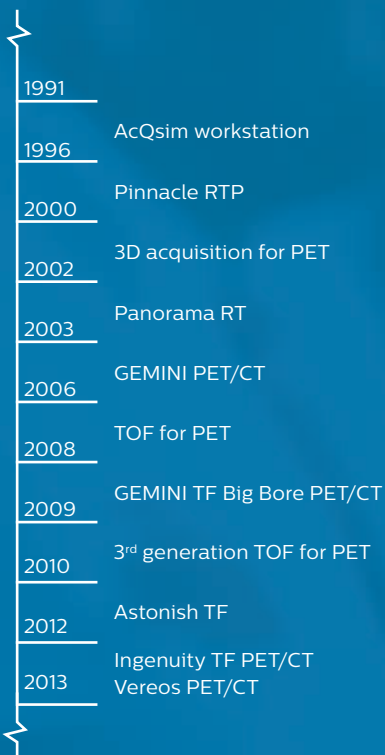 1991
AcQsim workstation
1996
Pinnacle RTP
2000
3D acquisition for PET
2002
Panorama RT
2003
GEMINI PET/CT
2006
TOF for PET
2008
GEMINI TF Big Bore PET/CT
2009
3rd generation TOF for PET
2010
Astonish TF
2012
Ingenuity TF PET/CT
2013
Vereos PET/CT